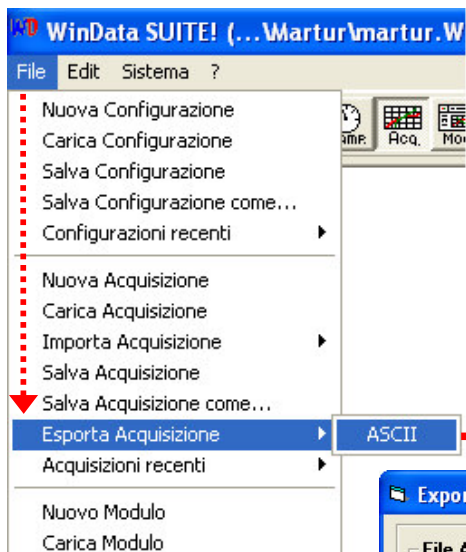 WinData SUITE! (...\Martur\martur.W
File Edit Sistema ?
Nuova Configurazione
Carica Configurazione
Salva Configurazione
Salva Configurazione come...
Configurazioni recenti
Acq.
Nuova Acquisizione
Carica Acquisizione
Importa Acquisizione
Salva Acquisizione
Salva Acquisizione come...
Esporta Acquisizione ASCII
Acquisizioni recenti
Nuovo Modulo
Carica Modulo
Expor
File A